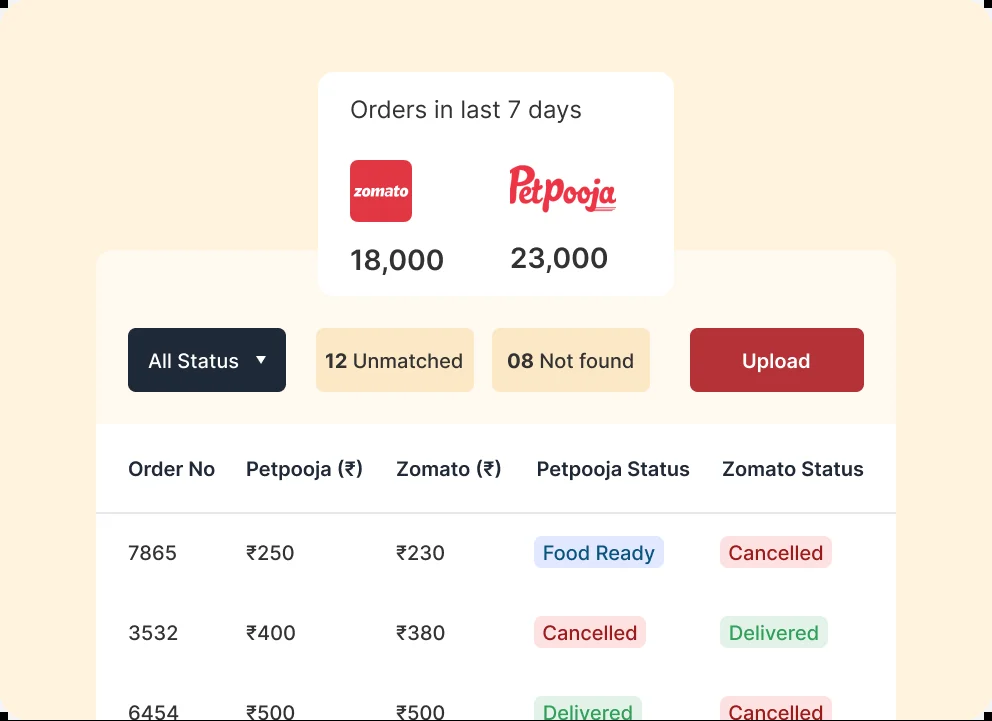 Orders in last 7 days
zomato Petpooja
18,000 23,000
All Status 12 Unmatched 08 Not found Upload
Order No Petpooja (₹) Zomato (₹) Petpooja Status Zomato Status
7865 ₹250 ₹230 Food Ready Cancelled
3532 ₹400 ₹380 Cancelled Delivered
6454 ₹500 ₹500 Delivered Cancelled